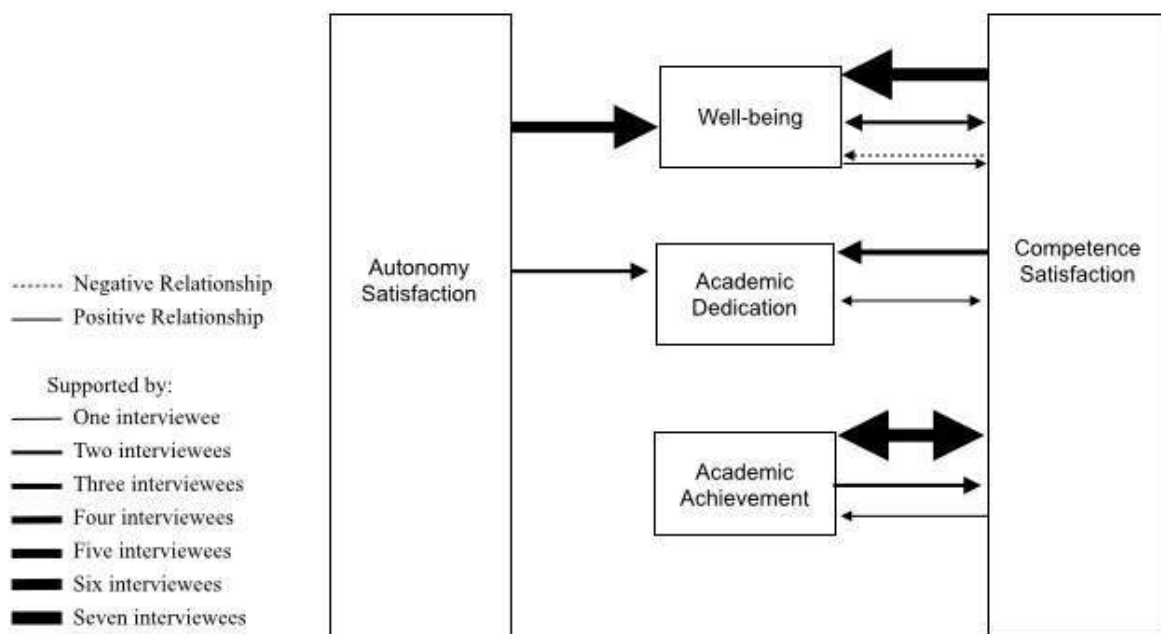 Well-being
Autonomy
Satisfaction
Competence
Satisfaction
Academic
Dedication
Academic
Achievement
Negative Relationship
Positive Relationship
Supported by:
One interviewee
Two interviewees
Three interviewees
Four interviewees
Five interviewees
Six interviewees
Seven interviewees